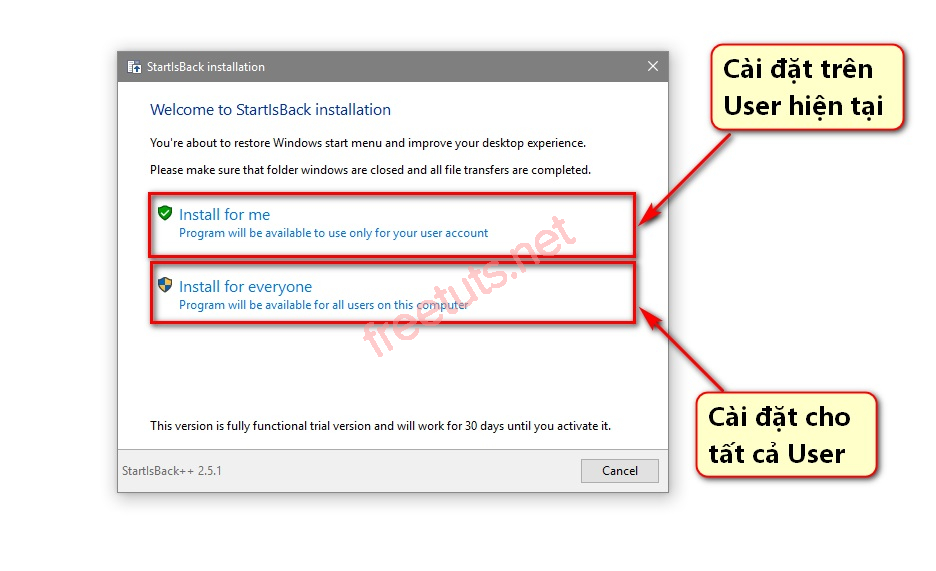 StartIsBack installation
Cài đặt trên
User hiện tại
Welcome to StartIsBack installation
You're about to restore Windows start menu and improve your desktop experience.
Please make sure that folder windows are closed and all file transfers are completed.
Install for me
Program will be available to use only for your user account
Install for everyone
Program will be available for all users on this computer
freetuts.net
Cài đặt cho
tất cả User
This version is fully functional trial version and will work for 30 days until you activate it.
StartIsBack++ 2.5.1
Cancel